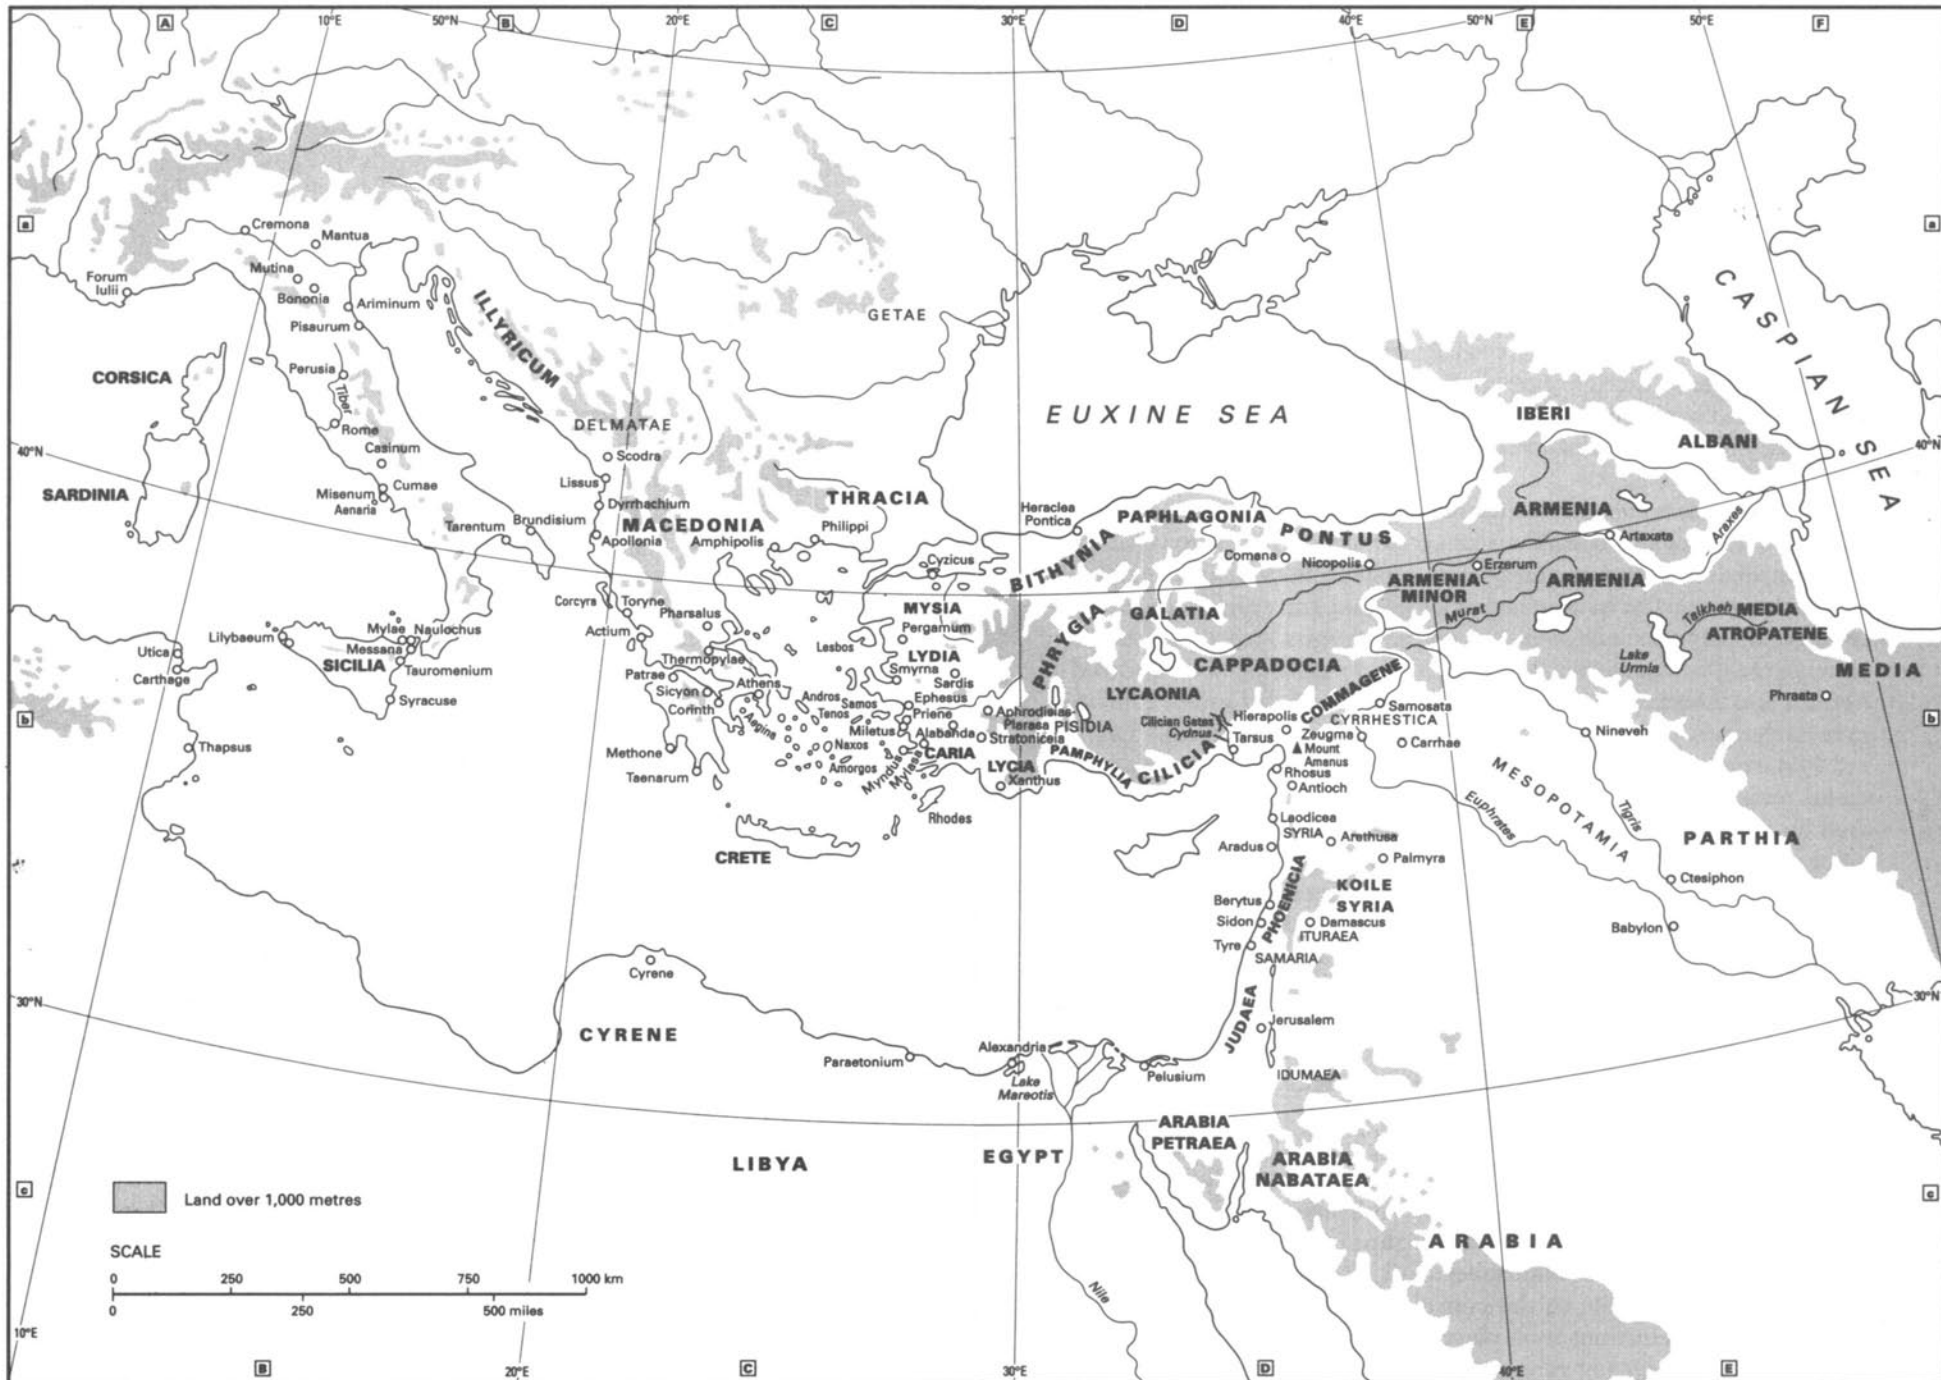 A
10°E
50°N
B
20°E
C
30°E
D
40°E
50°N
E
50°E
F
a
a
Cremona
Mantua
Mutina
Bononia
Forum
Iulii
Ariminum
Pisaurum
ILLYRICUM
GETAE
CASPIAN SEA
CORSICA
Perusia
Tiber
Rome
DELMATAE
EUXINE SEA
IBERI
ALBANI
40°N
40°N
Casinum
Scodra
SARDINIA
Misenum
Cumae
Aenaria
Lissus
Dyrrhachium
THRACIA
Heraclea
Pontica
PAPHLAGONIA
PONTUS
ARMENIA
Tarentum
Brundisium
Apollonia
MACEDONIA
Amphipolis
Philippi
Artaxata
Araxes
Cyzicus
BITHYNIA
Comana
Nicopolis
Erzerum
ARMENIA
MINOR
ARMENIA
Corcyra
Toryne
Pharsalus
MYSIA
Pergamum
GALATIA
Murat
Talkheh
MEDIA
ATROPATENE
Utica
Lilybaeum
Mylae
Naulochus
Messana
SICILIA
Tauromenium
Actium
Thermopylae
Lesbos
LYDIA
Smyrna
Sardis
PHRYGIA
CAPPADOCIA
Lake
Urmia
MEDIA
Carthage
Syracuse
Patrae
Sicyon
Athens
Corinth
Aegina
Andros
Tenos
Samos
Ephesus
Priene
Aphrodisias-
Plarasa
PISIDIA
LYCAONIA
Cilician Gates
Cydnus
Hierapolis
COMMAGENE
Samosata
CYRRHESTICA
Phraata
b
b
Thapsus
Methone
Taenarum
Naxos
Amorgos
Miletus
Alabanda
Stratoniceia
Myndus
Mylasa
CARIA
LYCIA
Xanthus
PAMPHYLIA
CILICIA
Tarsus
Zeugma
Carrhae
Mount
Amanus
Nineveh
Rhosus
Antioch
MESOPOTAMIA
Rhodes
CRETE
Laodicea
SYRIA
Arethusa
Euphrates
Tigris
PARTHIA
Aradus
Palmyra
KOILE
SYRIA
Ctesiphon
PHOENICIA
Berytus
Sidon
Damascus
ITURAEA
Babylon
Tyre
SAMARIA
Cyrene
30°N
30°N
CYRENE
JUDAEA
Jerusalem
Paraetonium
Alexandria
Lake
Mareotis
Pelusium
IDUMAEA
ARABIA
PETRAEA
LIBYA
EGYPT
ARABIA
NABATAEA
c
c
Land over 1,000 metres
ARABIA
SCALE
0
250
500
750
1000 km
0
250
500 miles
Nile
10°E
B
20°E
C
30°E
D
40°E
E